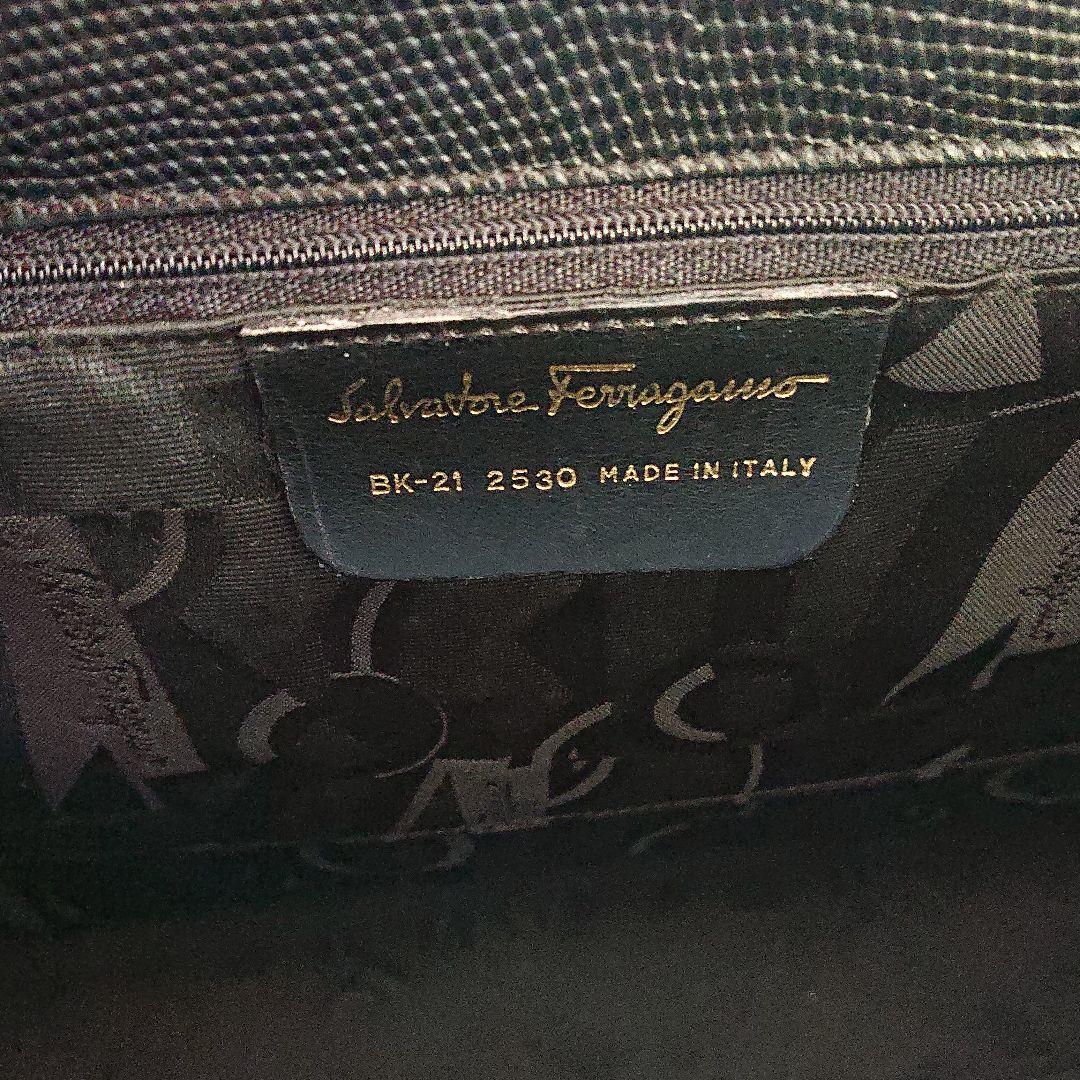 Salvatore Ferragamo
BK-21 2530 MADE IN ITALY